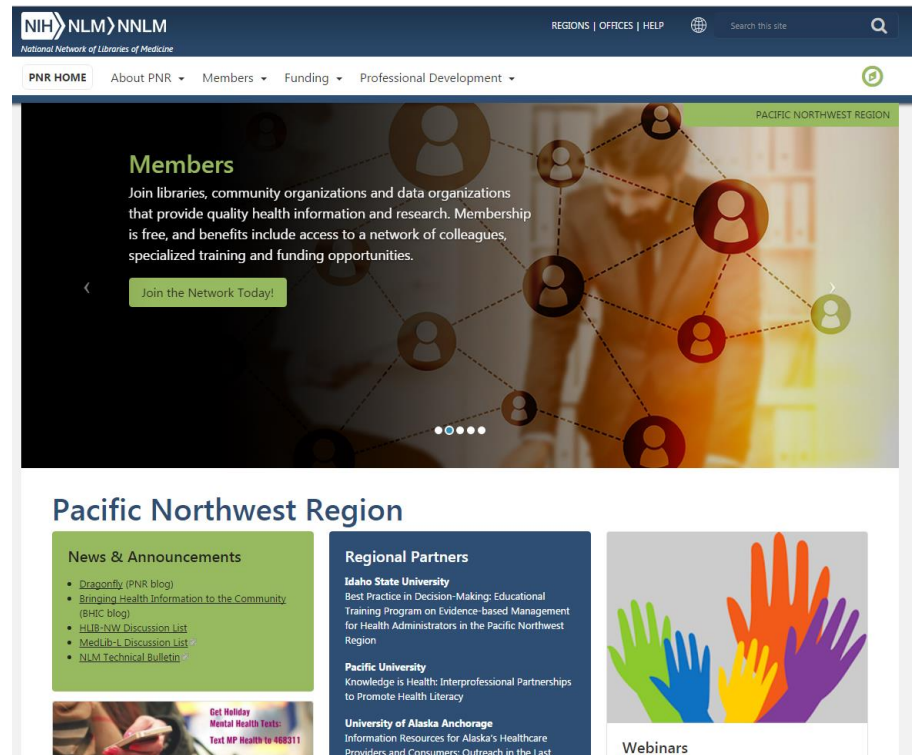 NIH NLM NNLM
National Network of Libraries of Medicine
REGIONS | OFFICES | HELP
Search this site
PNR HOME
About PNR
Members
Funding
Professional Development
PACIFIC NORTHWEST REGION
Members
Join libraries, community organizations and data organizations
that provide quality health information and research. Membership
is free, and benefits include access to a network of colleagues,
specialized training and funding opportunities.
Join the Network Today!
Pacific Northwest Region
News & Announcements
Dragonfly (PNR blog)
Bringing Health Information to the Community
(BHIC blog)
HLIB-NW Discussion List
MedLib-L Discussion List
NLM Technical Bulletin
Get Holiday
Mental Health Texts:
Text MP Health to 468311
Regional Partners
Idaho State University
Best Practice in Decision-Making: Educational
Training Program on Evidence-based Management
for Health Administrators in the Pacific Northwest
Region
Pacific University
Knowledge is Health: Interprofessional Partnerships
to Promote Health Literacy
University of Alaska Anchorage
Information Resources for Alaska's Healthcare
Providers and Consumers: Outreach in the Last
Webinars